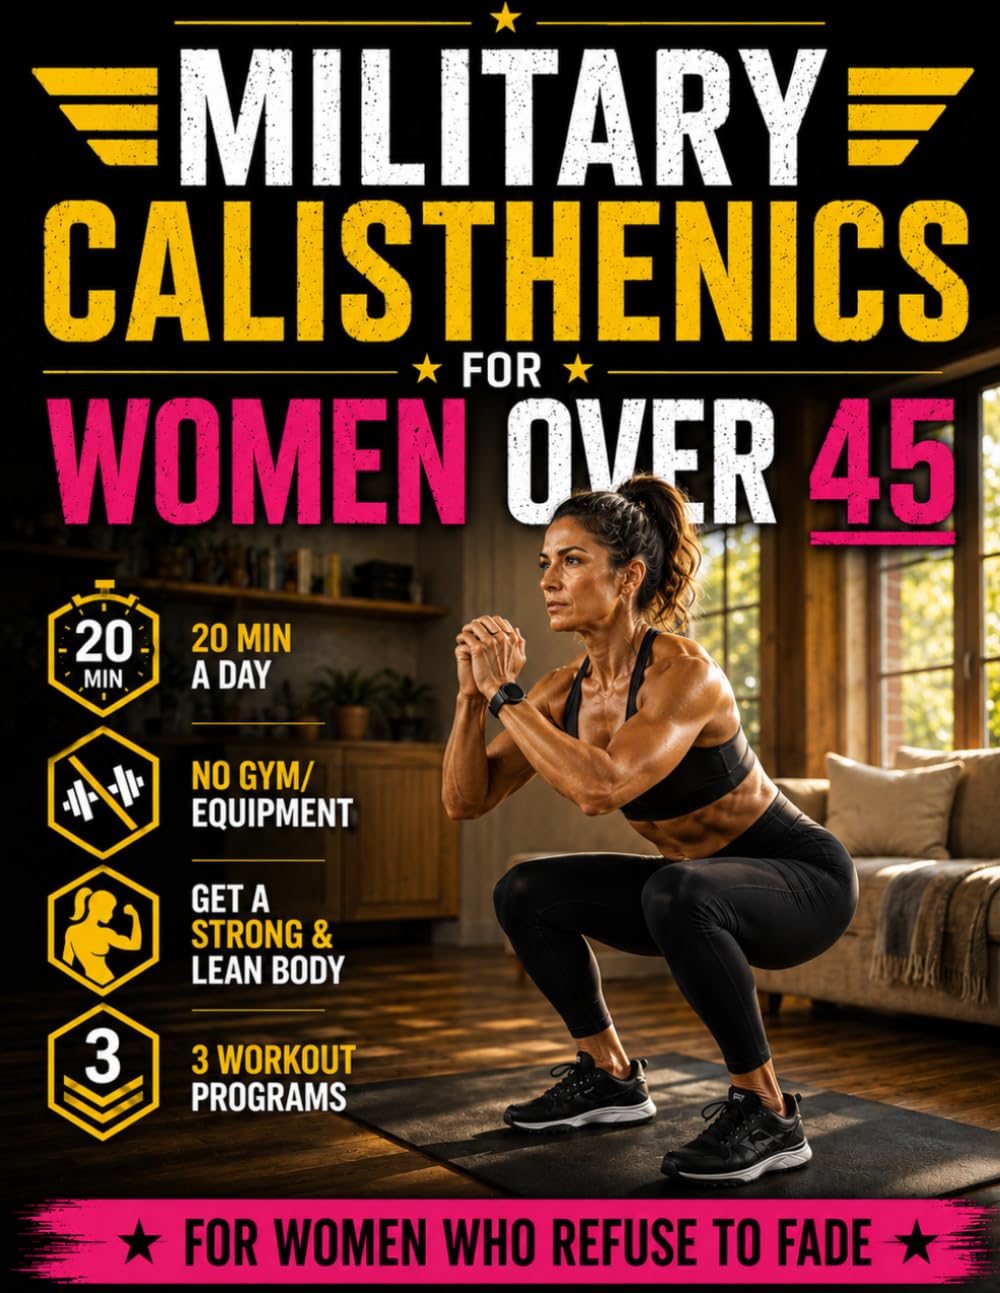 MILITARY
CALISTHENICS
FOR
WOMEN OVER 45
20
MIN
20 MIN
A DAY
NO GYM/
EQUIPMENT
GET A
STRONG &
LEAN BODY
3
3 WORKOUT
PROGRAMS
FOR WOMEN WHO REFUSE TO FADE